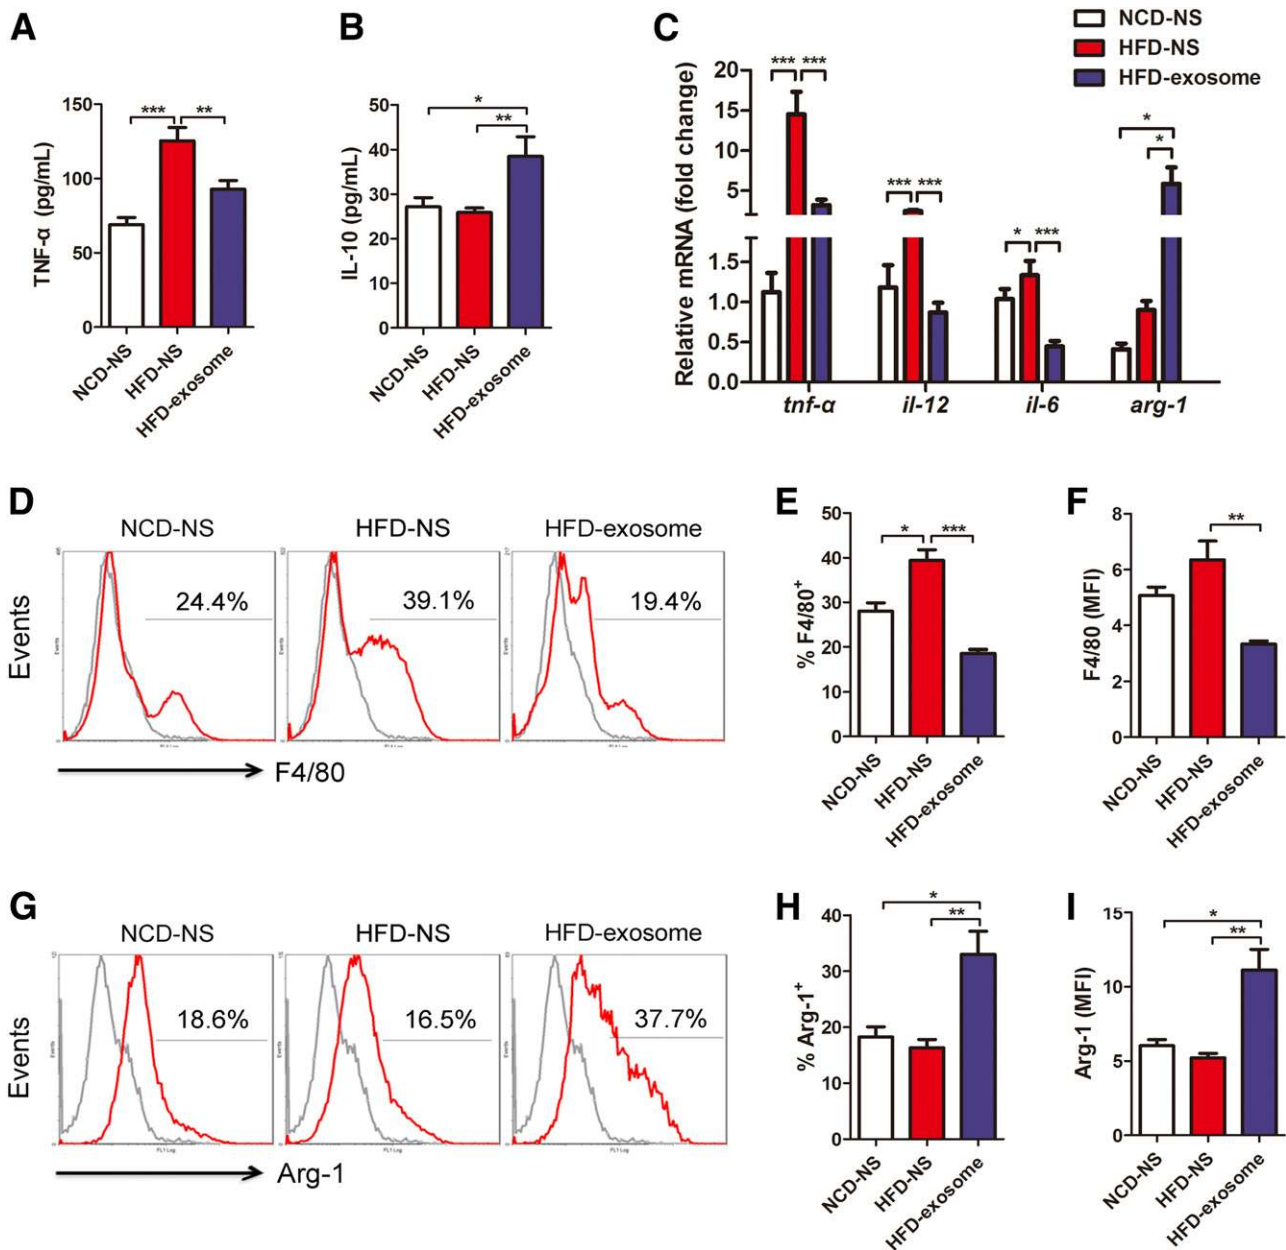 A
B
C
NCD-NS
HFD-NS
HFD-exosome
TNF-α (pg/mL)
150
100
50
0
***
**
NCD-NS
HFD-NS
HFD-exosome
IL-10 (pg/mL)
50
40
30
20
10
0
*
**
NCD-NS
HFD-NS
HFD-exosome
Relative mRNA (fold change)
20
15
10
5
1.5
1.0
0.5
0.0
*** ***
*** ***
* ***
*
*
tnf-α
il-12
il-6
arg-1
D
NCD-NS
HFD-NS
HFD-exosome
Events
24.4%
39.1%
19.4%
F4/80
E
% F4/80+
50
40
30
20
10
0
* ***
NCD-NS
HFD-NS
HFD-exosome
F
F4/80 (MFI)
8
6
4
2
0
**
NCD-NS
HFD-NS
HFD-exosome
G
NCD-NS
HFD-NS
HFD-exosome
Events
18.6%
16.5%
37.7%
Arg-1
H
% Arg-1+
40
30
20
10
0
*
**
NCD-NS
HFD-NS
HFD-exosome
I
Arg-1 (MFI)
15
10
5
0
*
**
NCD-NS
HFD-NS
HFD-exosome